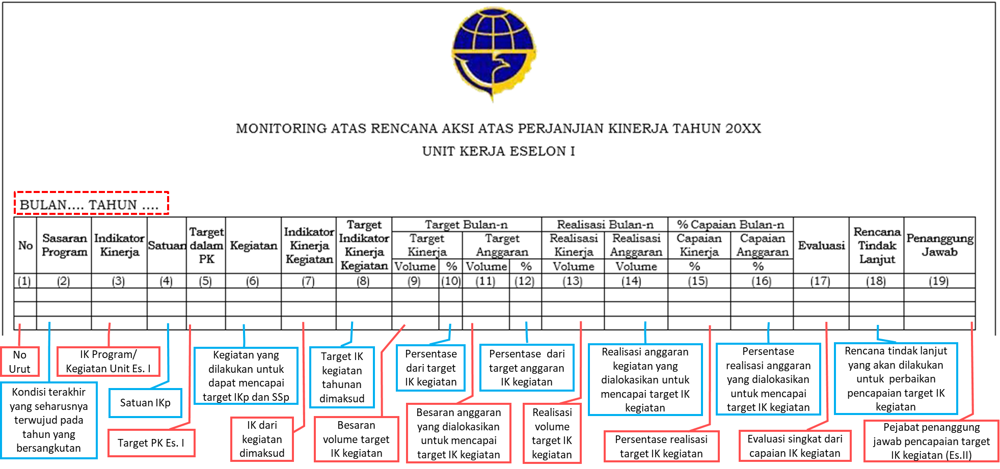 MONITORING ATAS RENCANA AKSI ATAS PERJANJIAN KINERJA TAHUN 20XX
UNIT KERJA ESELON I
BULAN.... TAHUN ....
No
Sasaran
Program
Indikator
Kinerja
Satuan
Target
dalam
PK
Kegiatan
Indikator
Kinerja
Kegiatan
Target
Indikator
Kinerja
Kegiatan
Target Bulan-n
Target
Kinerja
Target
Anggaran
Volume
%
Volume
%
Realisasi Bulan-n
Realisasi
Kinerja
Realisasi
Anggaran
Volume
Volume
% Capaian Bulan-n
Capaian
Kinerja
Capaian
Anggaran
%
%
Evaluasi
Rencana
Tindak
Lanjut
Penanggung
Jawab
(1) (2) (3) (4) (5) (6) (7) (8) (9) (10) (11) (12) (13) (14) (15) (16) (17) (18) (19)
No
Urut
Kondisi terakhir
yang seharusnya
terwujud pada
tahun yang
bersangkutan
IK Program/
Kegiatan Unit Es. I
Satuan IKp
Target PK Es. I
Kegiatan yang
dilakukan untuk
dapat mencapai
target IKp dan SSp
IK dari
kegiatan
dimaksud
Target IK
kegiatan
tahunan
dimaksud
Besaran
volume target
IK kegiatan
Persentase
dari target
IK kegiatan
Besaran anggaran
yang dialokasikan
untuk mencapai
target IK kegiatan
Persentase dari
target anggaran
IK kegiatan
Realisasi
volume
target IK
kegiatan
Realisasi anggaran
kegiatan yang
dialokasikan untuk
mencapai target IK
kegiatan
Persentase realisasi
target IK kegiatan
Persentase
realisasi anggaran
yang dialokasikan
untuk mencapai
target IK kegiatan
Evaluasi singkat dari
capaian IK kegiatan
Rencana tindak lanjut
yang akan dilakukan
untuk perbaikan
pencapaian target IK
kegiatan
Pejabat penanggung
jawab pencapaian target
IK kegiatan (Es.II)